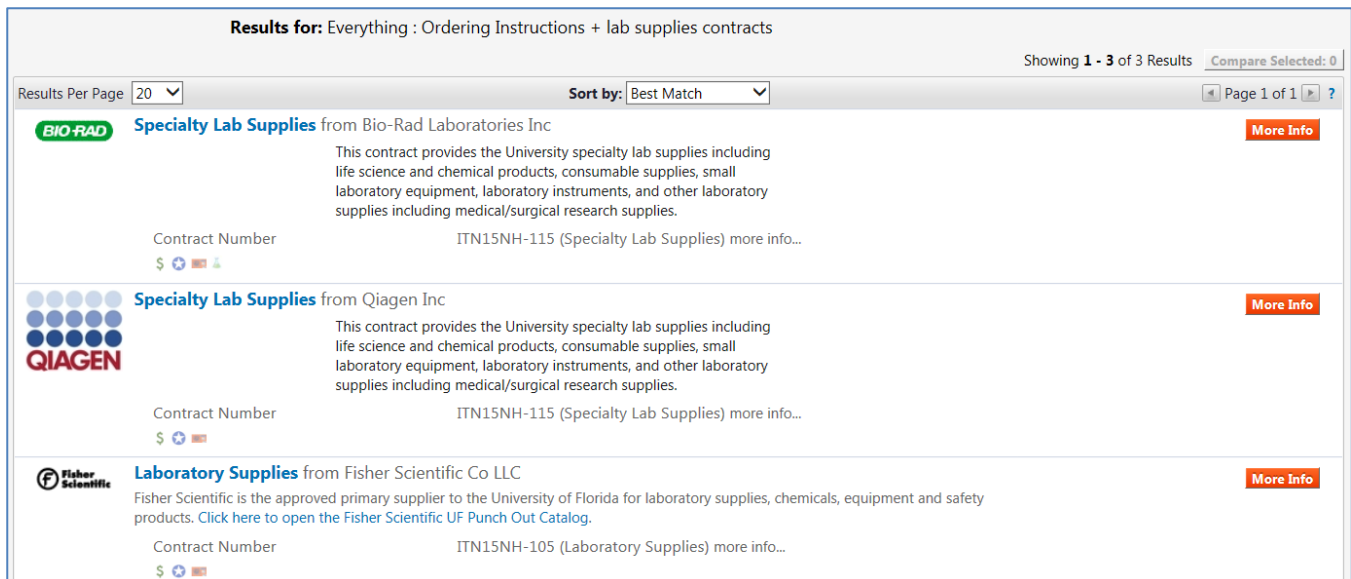 Results for: Everything : Ordering Instructions + lab supplies contracts
Showing 1 - 3 of 3 Results Compare Selected: 0
Results Per Page 20 Sort by: Best Match Page 1 of 1 ?
BIO-RAD Specialty Lab Supplies from Bio-Rad Laboratories Inc More Info
This contract provides the University specialty lab supplies including
life science and chemical products, consumable supplies, small
laboratory equipment, laboratory instruments, and other laboratory
supplies including medical/surgical research supplies.
Contract Number ITN15NH-115 (Specialty Lab Supplies) more info...
$
Specialty Lab Supplies from Qiagen Inc More Info
This contract provides the University specialty lab supplies including
life science and chemical products, consumable supplies, small
laboratory equipment, laboratory instruments, and other laboratory
QIAGEN
supplies including medical/surgical research supplies.
Contract Number ITN15NH-115 (Specialty Lab Supplies) more info...
$
f Fisher Scientific Laboratory Supplies from Fisher Scientific Co LLC More Info
Fisher Scientific is the approved primary supplier to the University of Florida for laboratory supplies, chemicals, equipment and safety
products. Click here to open the Fisher Scientific UF Punch Out Catalog.
Contract Number ITN15NH-105 (Laboratory Supplies) more info...
$